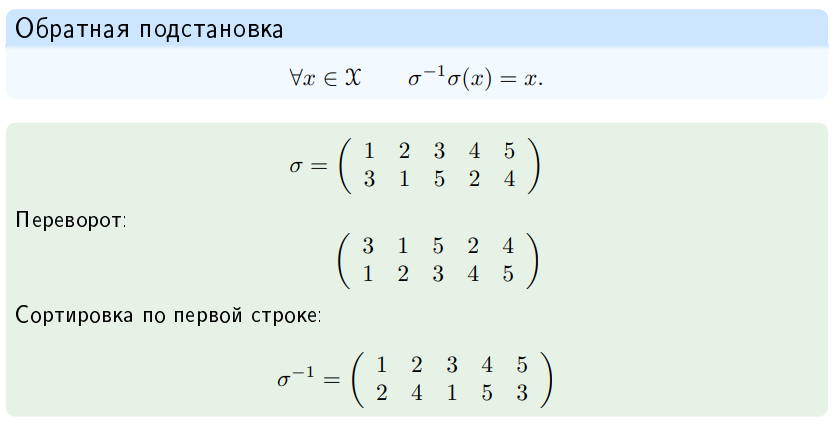 Обратная подстановка
∀x ∈ 𝒳 σ⁻¹σ(x) = x.
σ = ( 1 2 3 4 5
3 1 5 2 4 )
Переворот:
( 3 1 5 2 4
1 2 3 4 5 )
Сортировка по первой строке:
σ⁻¹ = ( 1 2 3 4 5
2 4 1 5 3 )